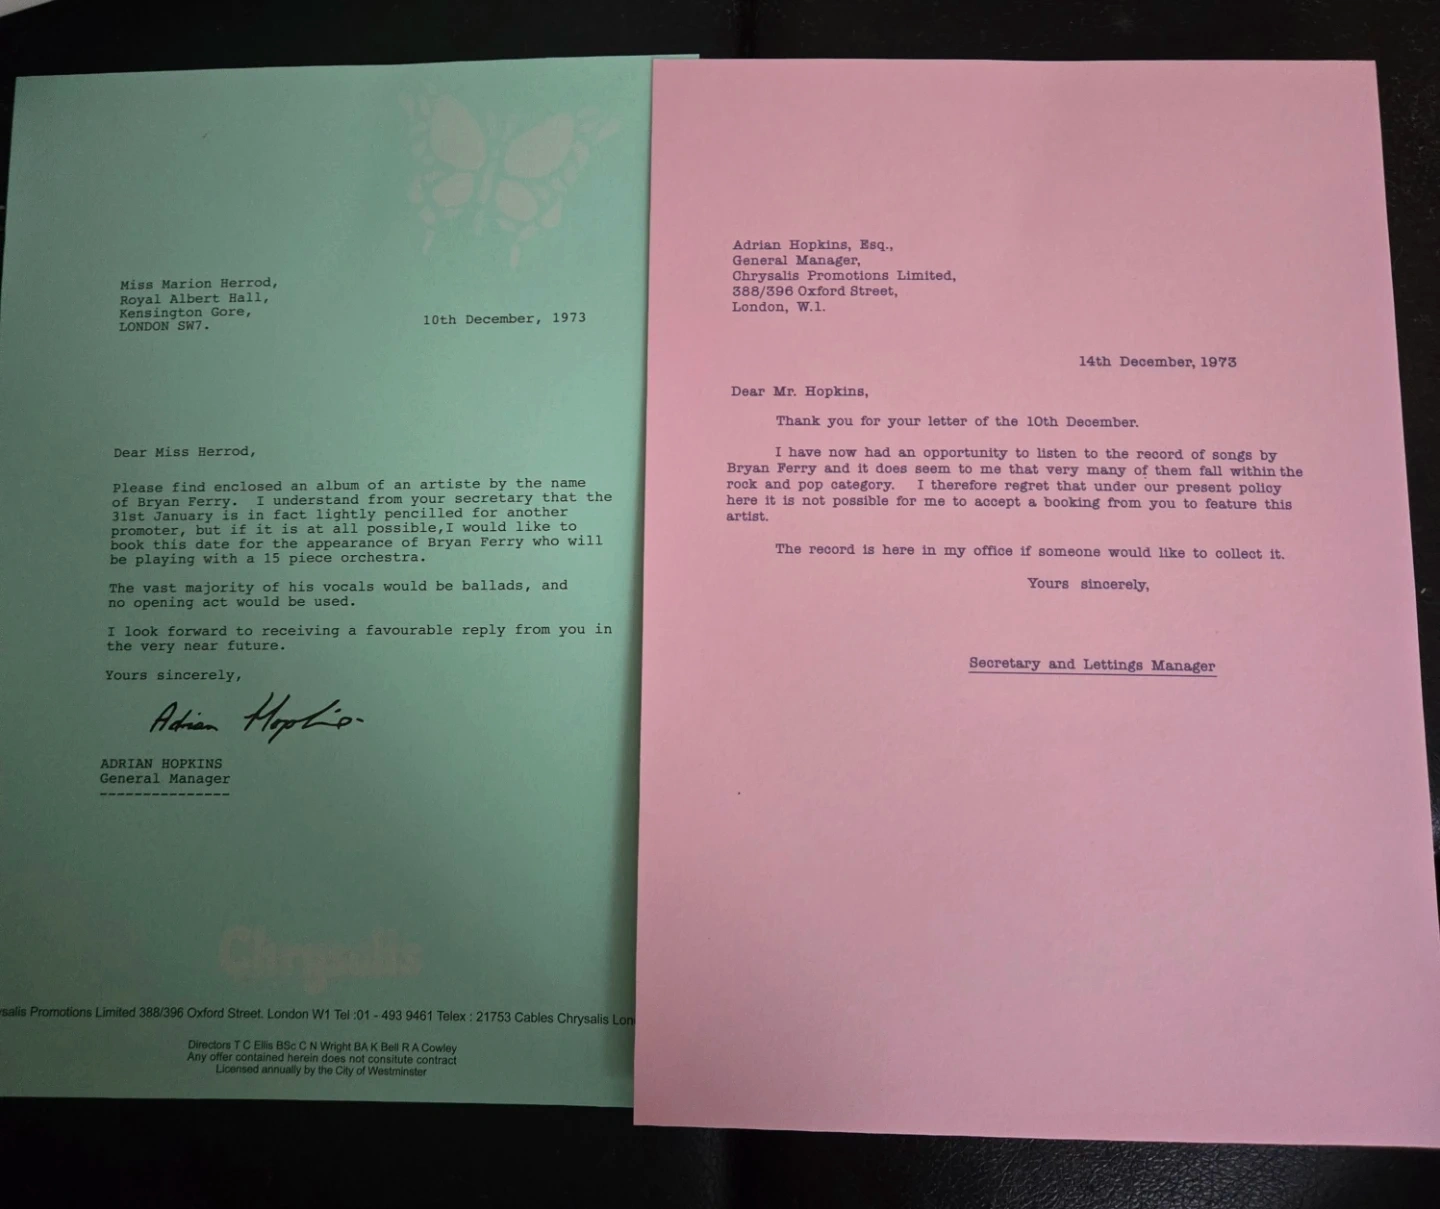 Miss Marion Herrod,
Royal Albert Hall,
Kensington Gore,
LONDON SW7.
10th December, 1973
Dear Miss Herrod,
Please find enclosed an album of an artiste by the name
of Bryan Ferry. I understand from your secretary that the
31st January is in fact lightly pencilled for another
promoter, but if it is at all possible,I would like to
book this date for the appearance of Bryan Ferry who will
be playing with a 15 piece orchestra.
The vast majority of his vocals would be ballads, and
no opening act would be used.
I look forward to receiving a favourable reply from you in
the very near future.
Yours sincerely,
Adrian Hopkins
ADRIAN HOPKINS
General Manager
Chrysalis
salis Promotions Limited 388/396 Oxford Street. London W1 Tel :01 - 493 9461 Telex : 21753 Cables Chrysalis Lon
Directors T C Ellis BSc C N Wright BA K Bell R A Cowley
Any offer contained herein does not consitute contract
Licensed annually by the City of Westminster
Adrian Hopkins, Esq.,
General Manager,
Chrysalis Promotions Limited,
388/396 Oxford Street,
London, W.1.
14th December, 1973
Dear Mr. Hopkins,
Thank you for your letter of the 10th December.
I have now had an opportunity to listen to the record of songs by
Bryan Ferry and it does seem to me that very many of them fall within the
rock and pop category. I therefore regret that under our present policy
here it is not possible for me to accept a booking from you to feature this
artist.
The record is here in my office if someone would like to collect it.
Yours sincerely,
Secretary and Lettings Manager